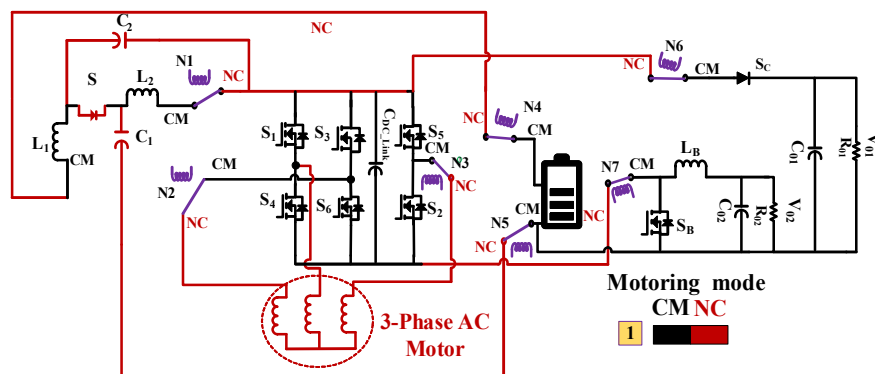 NC
C2
N1
N6
S
L2
NC
NC
CM
SC
N4
CM
S1
S3
CDC_Link
S5
NC
CM
C1
L1
CM
CM
CM
N3
N7
CM
LB
C01
R01
V01
N2
NC
S4
S6
NC
S2
N5
CM
NC
NC
SB
C02
R02
V02
Motoring mode
CM NC
1
3-Phase AC
Motor